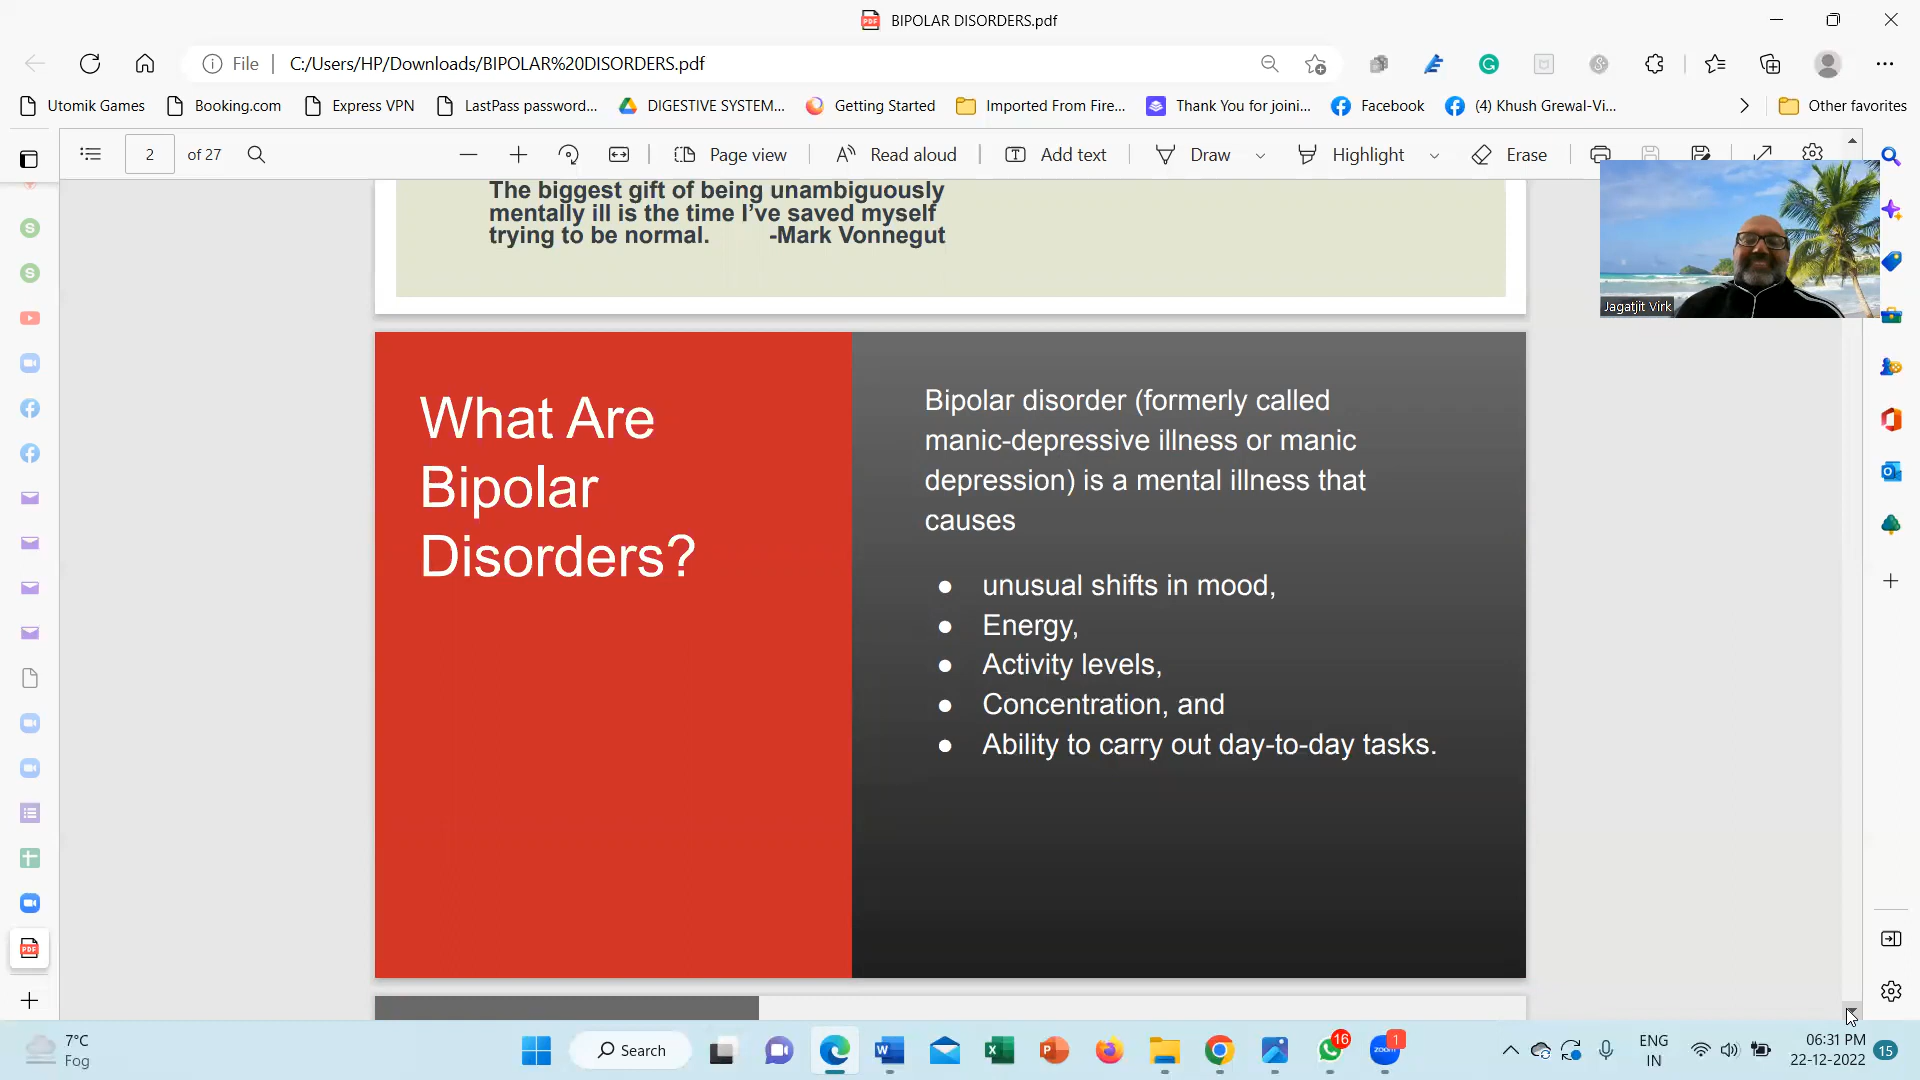 BIPOLAR DISORDERS.pdf
File C:/Users/HP/Downloads/BIPOLAR%20DISORDERS.pdf
Utomik Games Booking.com Express VPN LastPass password... DIGESTIVE SYSTEM... Getting Started Imported From Fire... Thank You for joini... Facebook (4) Khush Grewal-Vi... Other favorites
2 of 27 Page view Read aloud Add text Draw Highlight Erase
The biggest gift of being unambiguously
mentally ill is the time I’ve saved myself
trying to be normal. -Mark Vonnegut
Jagatjit Virk
What Are
Bipolar
Disorders?
Bipolar disorder (formerly called
manic-depressive illness or manic
depression) is a mental illness that
causes
● unusual shifts in mood,
● Energy,
● Activity levels,
● Concentration, and
● Ability to carry out day-to-day tasks.
7°C
Fog
Search
16
zoom
1
ENG
IN
06:31 PM
22-12-2022
15